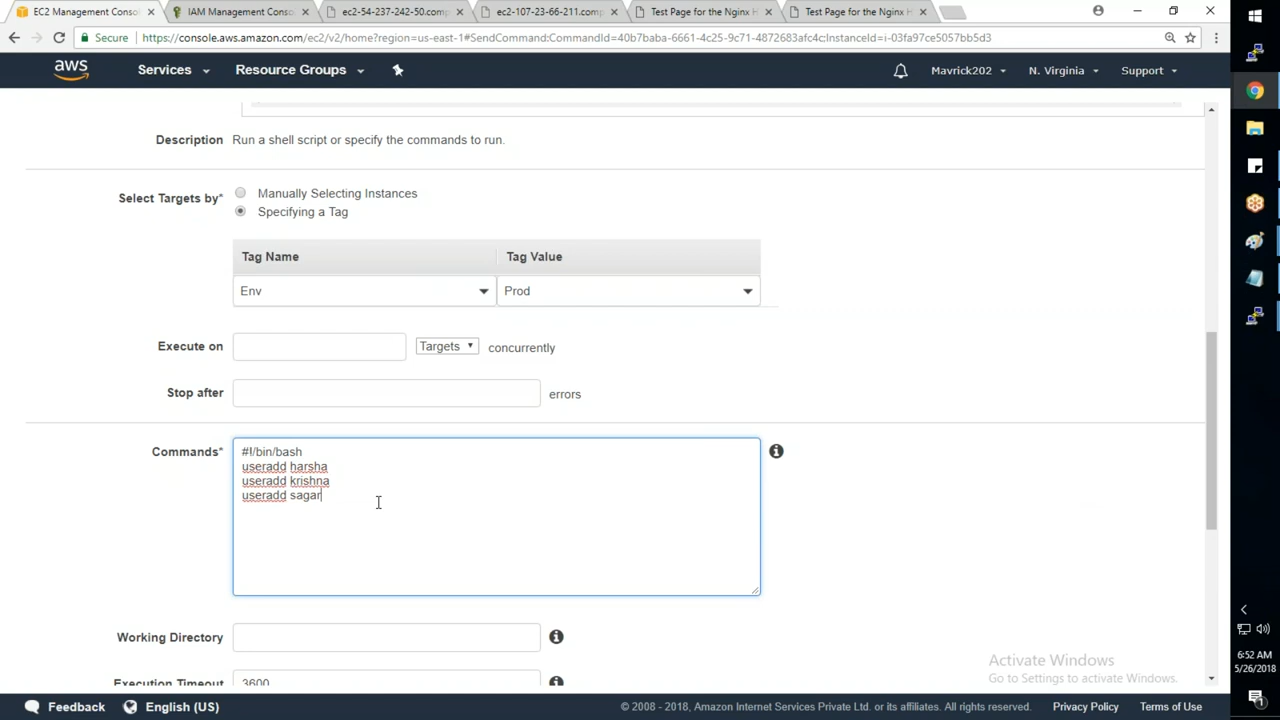 EC2 Management Conso
IAM Management Conso
ec2-54-237-242-50.comp
ec2-107-23-66-211.comp
Test Page for the Nginx H
Test Page for the Nginx H
Secure
https://console.aws.amazon.com/ec2/v2/home?region=us-east-1#SendCommand:CommandId=40b7baba-6661-4c25-9c71-4872683afc4c;InstanceId=i-03fa97ce5057bb5d3
aws
Services
Resource Groups
Mavrick202
N. Virginia
Support
Description Run a shell script or specify the commands to run.
Select Targets by*
Manually Selecting Instances
Specifying a Tag
Tag Name Tag Value
Env Prod
Execute on Targets concurrently
Stop after errors
Commands*
#!/bin/bash
useradd harsha
useradd krishna
useradd sagar
Working Directory
Execution Timeout 3600
Activate Windows
Go to Settings to activate Windows.
6:52 AM
5/26/2018
1
Feedback
English (US)
© 2008 - 2018, Amazon Internet Services Private Ltd. or its affiliates. All rights reserved.
Privacy Policy
Terms of Use